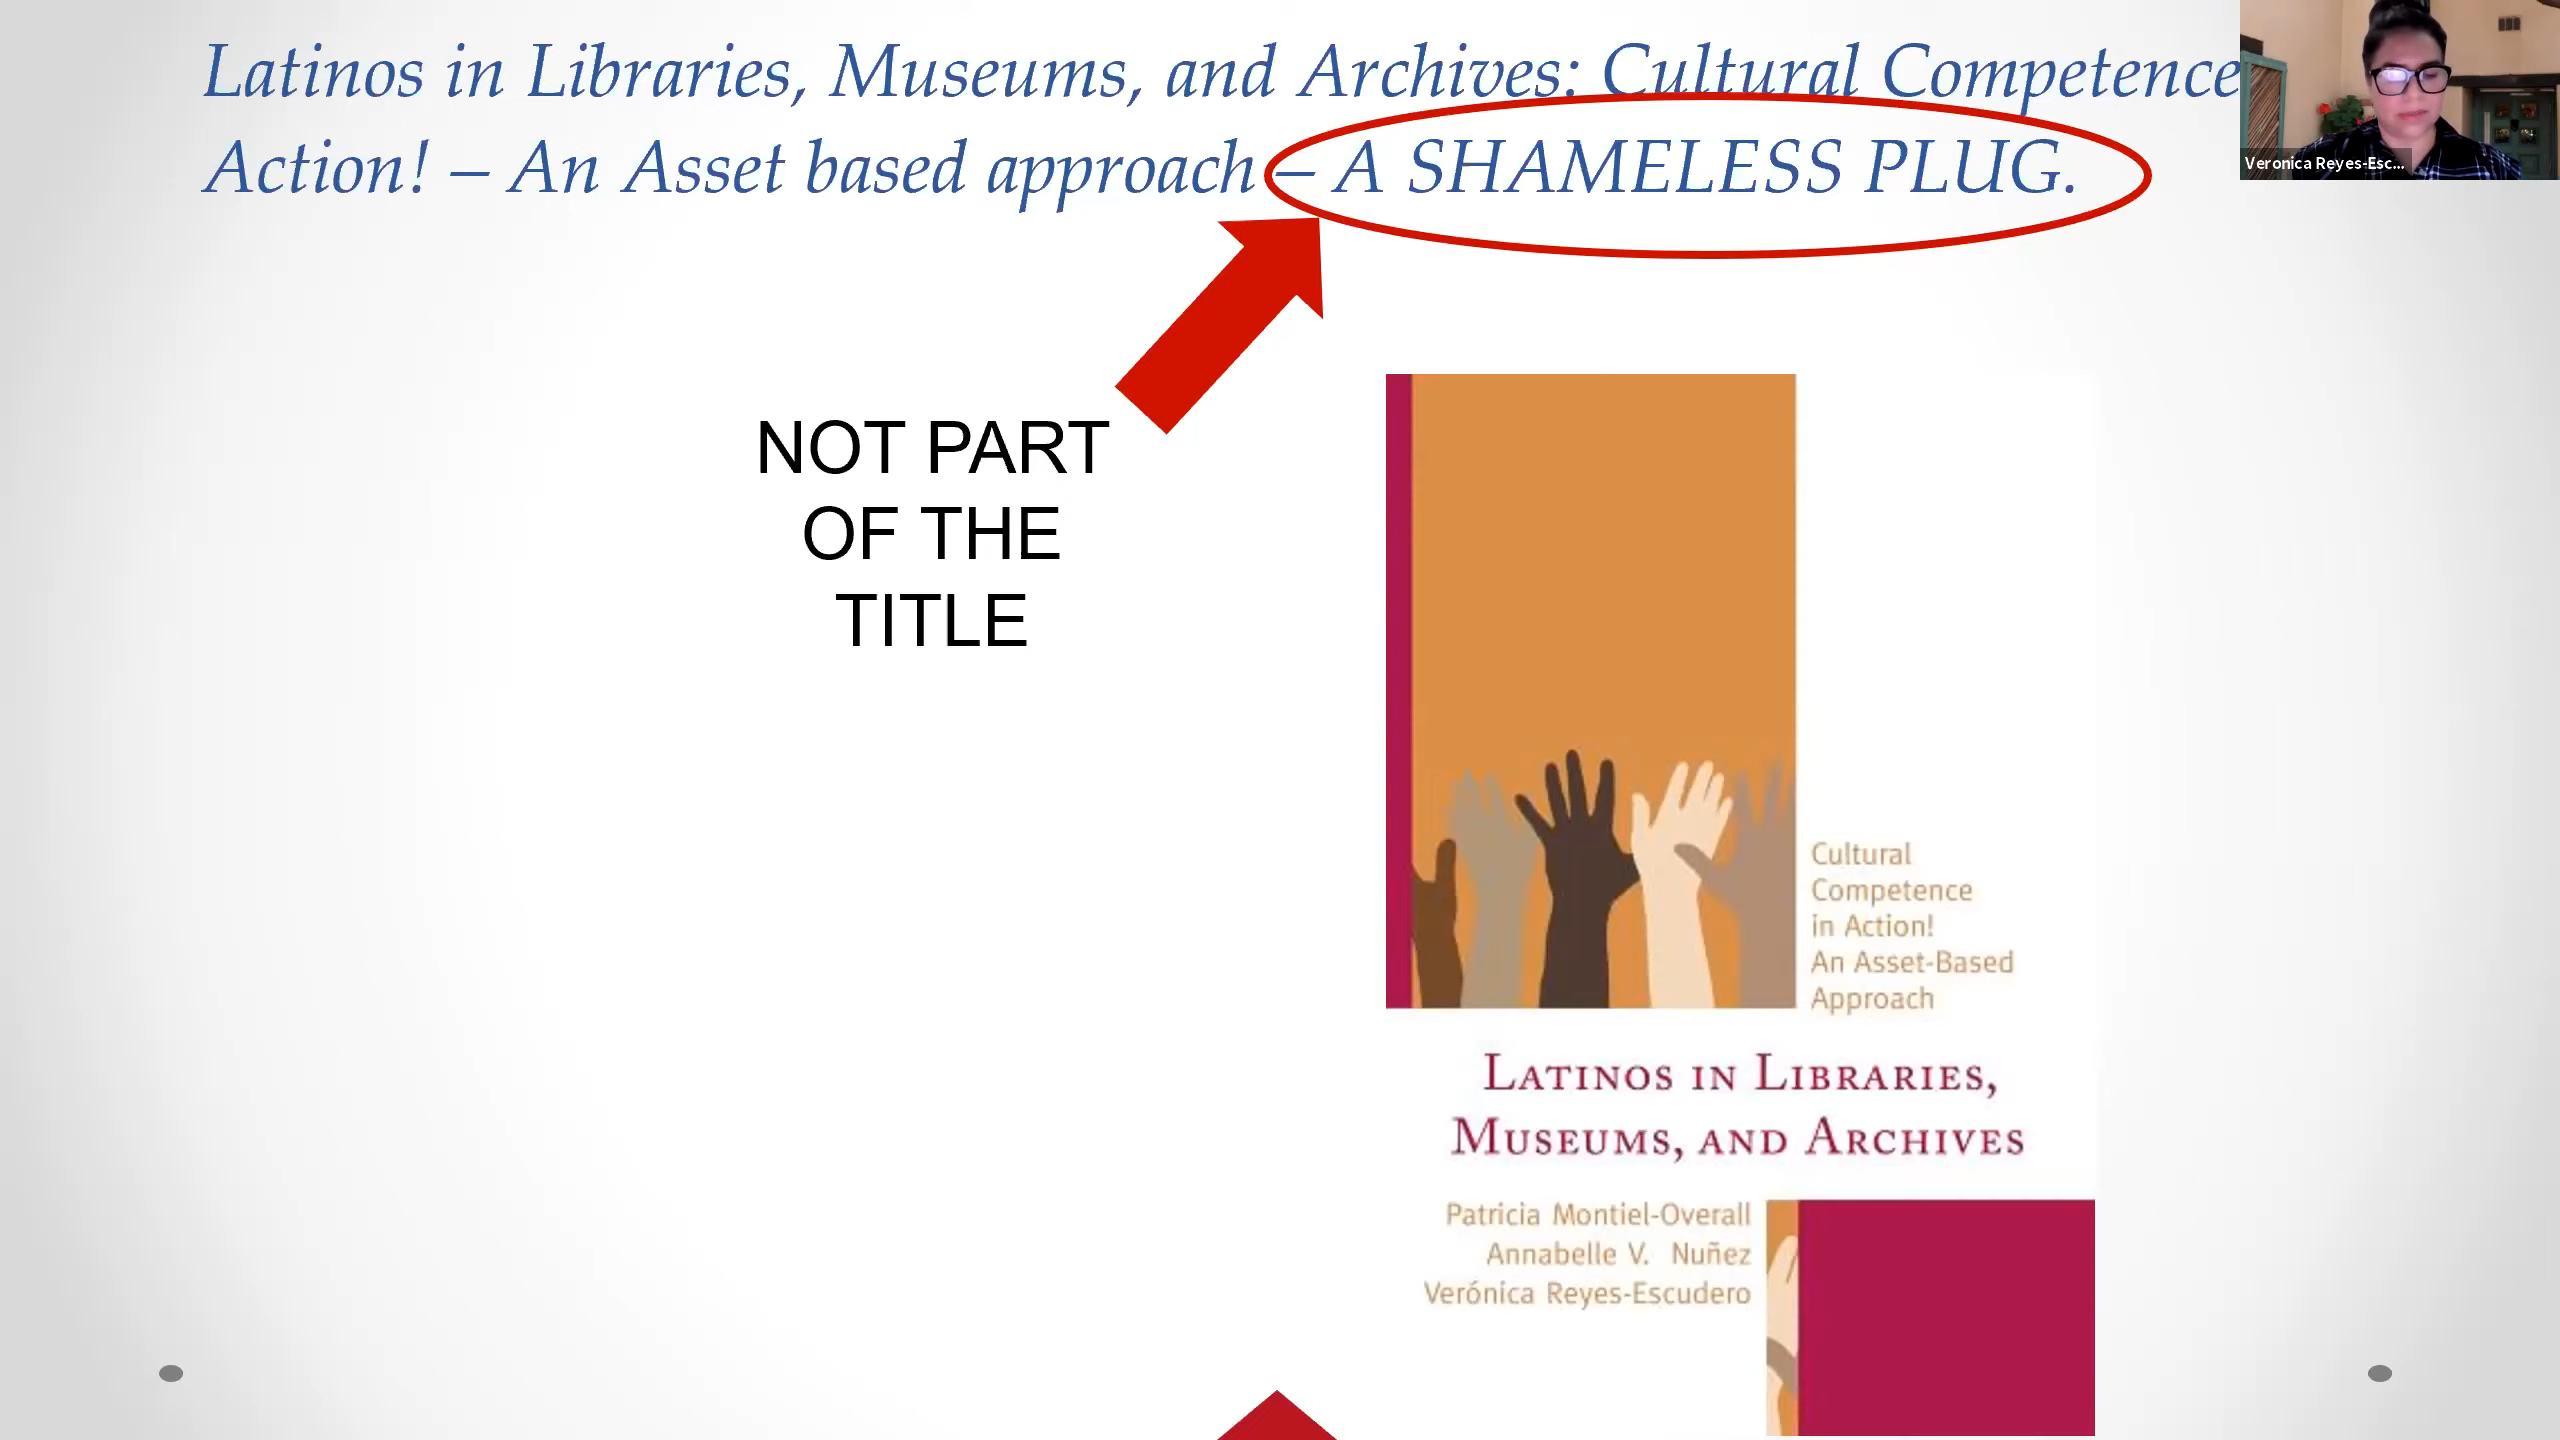 Latinos in Libraries, Museums, and Archives: Cultural Competence
Action! – An Asset based approach – A SHAMELESS PLUG.
Veronica Reyes-Esc...
NOT PART
OF THE
TITLE
Cultural
Competence
in Action!
An Asset-Based
Approach
LATINOS IN LIBRARIES,
MUSEUMS, AND ARCHIVES
Patricia Montiel-Overall
Annabelle V. Nuñez
Verónica Reyes-Escudero